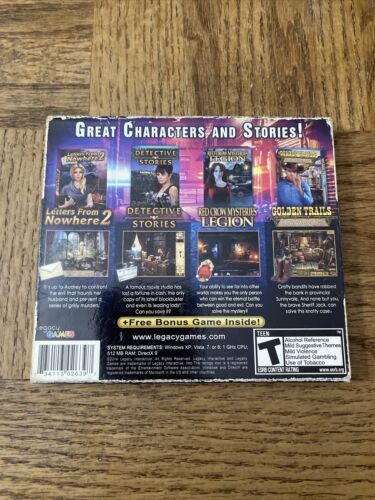 GREAT CHARACTERS AND STORIES!
Letters From
Nowhere 2
DETECTIVE
STORIES
RED CROW MYSTERIES
LEGION
Letters From
Nowhere 2
DETECTIVE
STORIES
RED CROW MYSTERIES
LEGION
GOLDEN TRAILS
It's up to Audrey to confront
the evil that haunts her
husband and prevent a
series of grisly murders.
A famous movie studio has
lost a fortune in cash, the only
copy of its latest blockbuster
and even its leading lady!
Can you solve it?
Your ability to see far into other
worlds makes you the only person
who can win the eternal battle
between good and evil. Can you
solve this mystery?
Crafty bandits have robbed
the bank in provincial
Sunnyvale. And none but you,
the brave Sheriff Jack, can
solve this knotty case!
+Free Bonus Game Inside!
www.legacygames.com
SYSTEM REQUIREMENTS: Windows XP, Vista, 7, or 8; 1 GHz CPU;
512 MB RAM; DirectX 9
legacy
GAMES
34113 02639
TEEN
T
Alcohol Reference
Mild Suggestive Themes
Mild Violence
Simulated Gambling
Use of Tobacco
ESRB CONTENT RATING
www.esrb.org